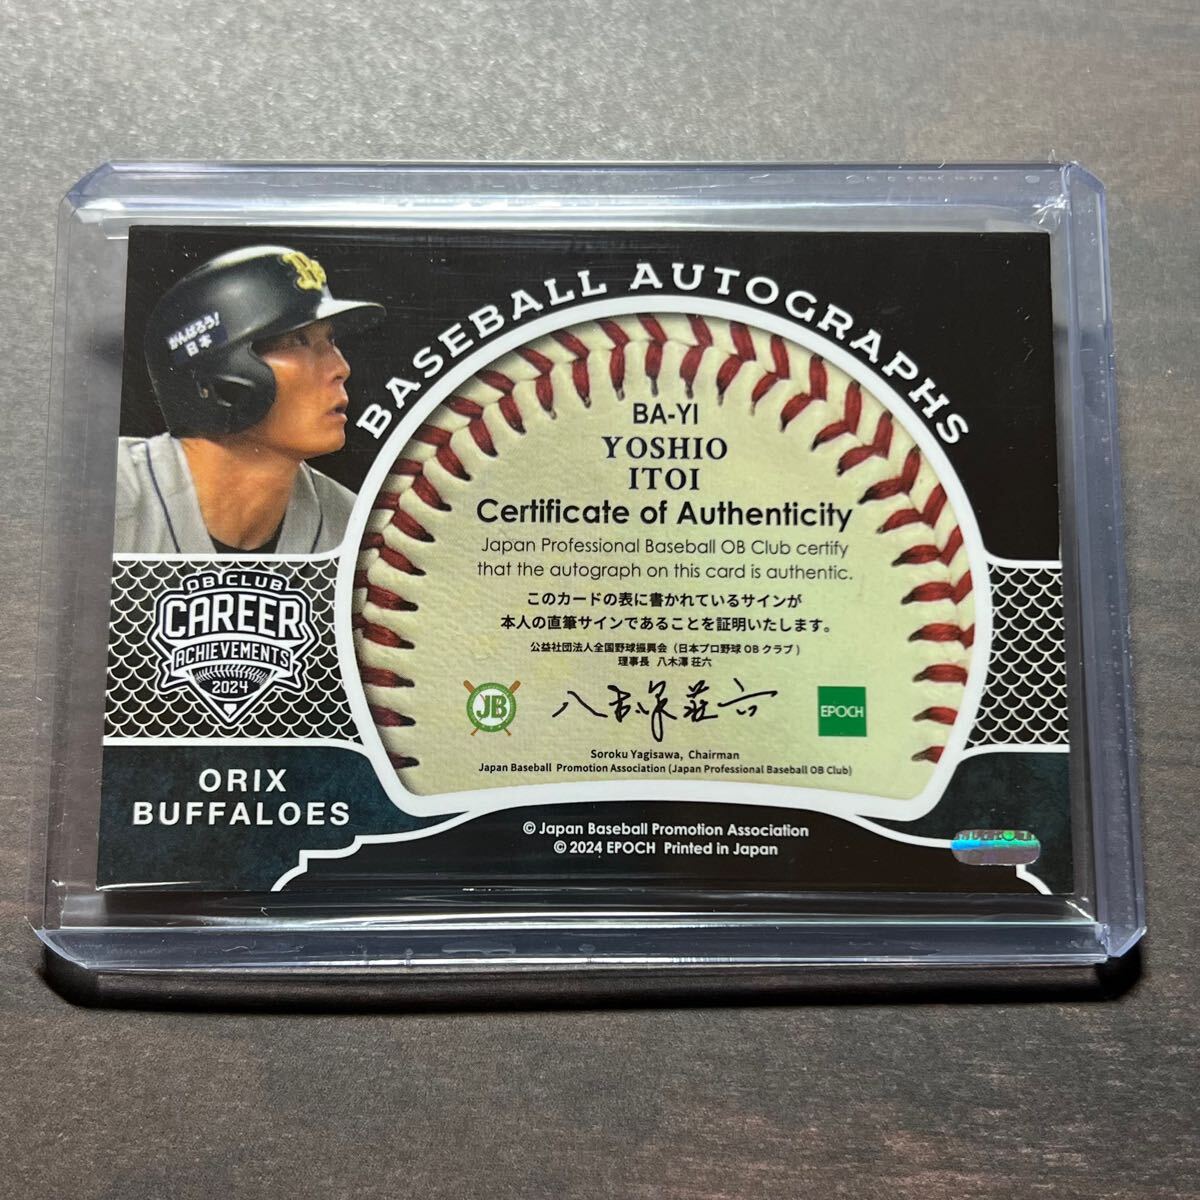 BASEBALL AUTOGRAPHS
がんばろう!
日本
BA-YI
YOSHIO
ITOI
Certificate of Authenticity
Japan Professional Baseball OB Club certify
that the autograph on this card is authentic.
このカードの表に書かれているサインが
本人の直筆サインであることを証明いたします。
公益社団法人全国野球振興会(日本プロ野球OBクラブ)
理事長 八木澤 荘六
八木澤荘六
JB
EPOCH
Soroku Yagisawa, Chairman
Japan Baseball Promotion Association (Japan Professional Baseball OB Club)
OB CLUB
CAREER
ACHIEVEMENTS
2024
ORIX
BUFFALOES
© Japan Baseball Promotion Association
© 2024 EPOCH Printed in Japan